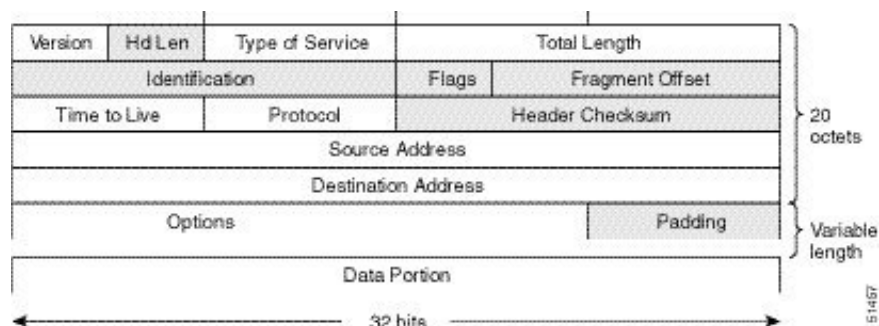 Version Hd Len Type of Service Total Length
Identification Flags Fragment Offset
Time to Live Protocol Header Checksum
20
octets
Source Address
Destination Address
Options Padding
Variable
length
Data Portion
32 bits
51457